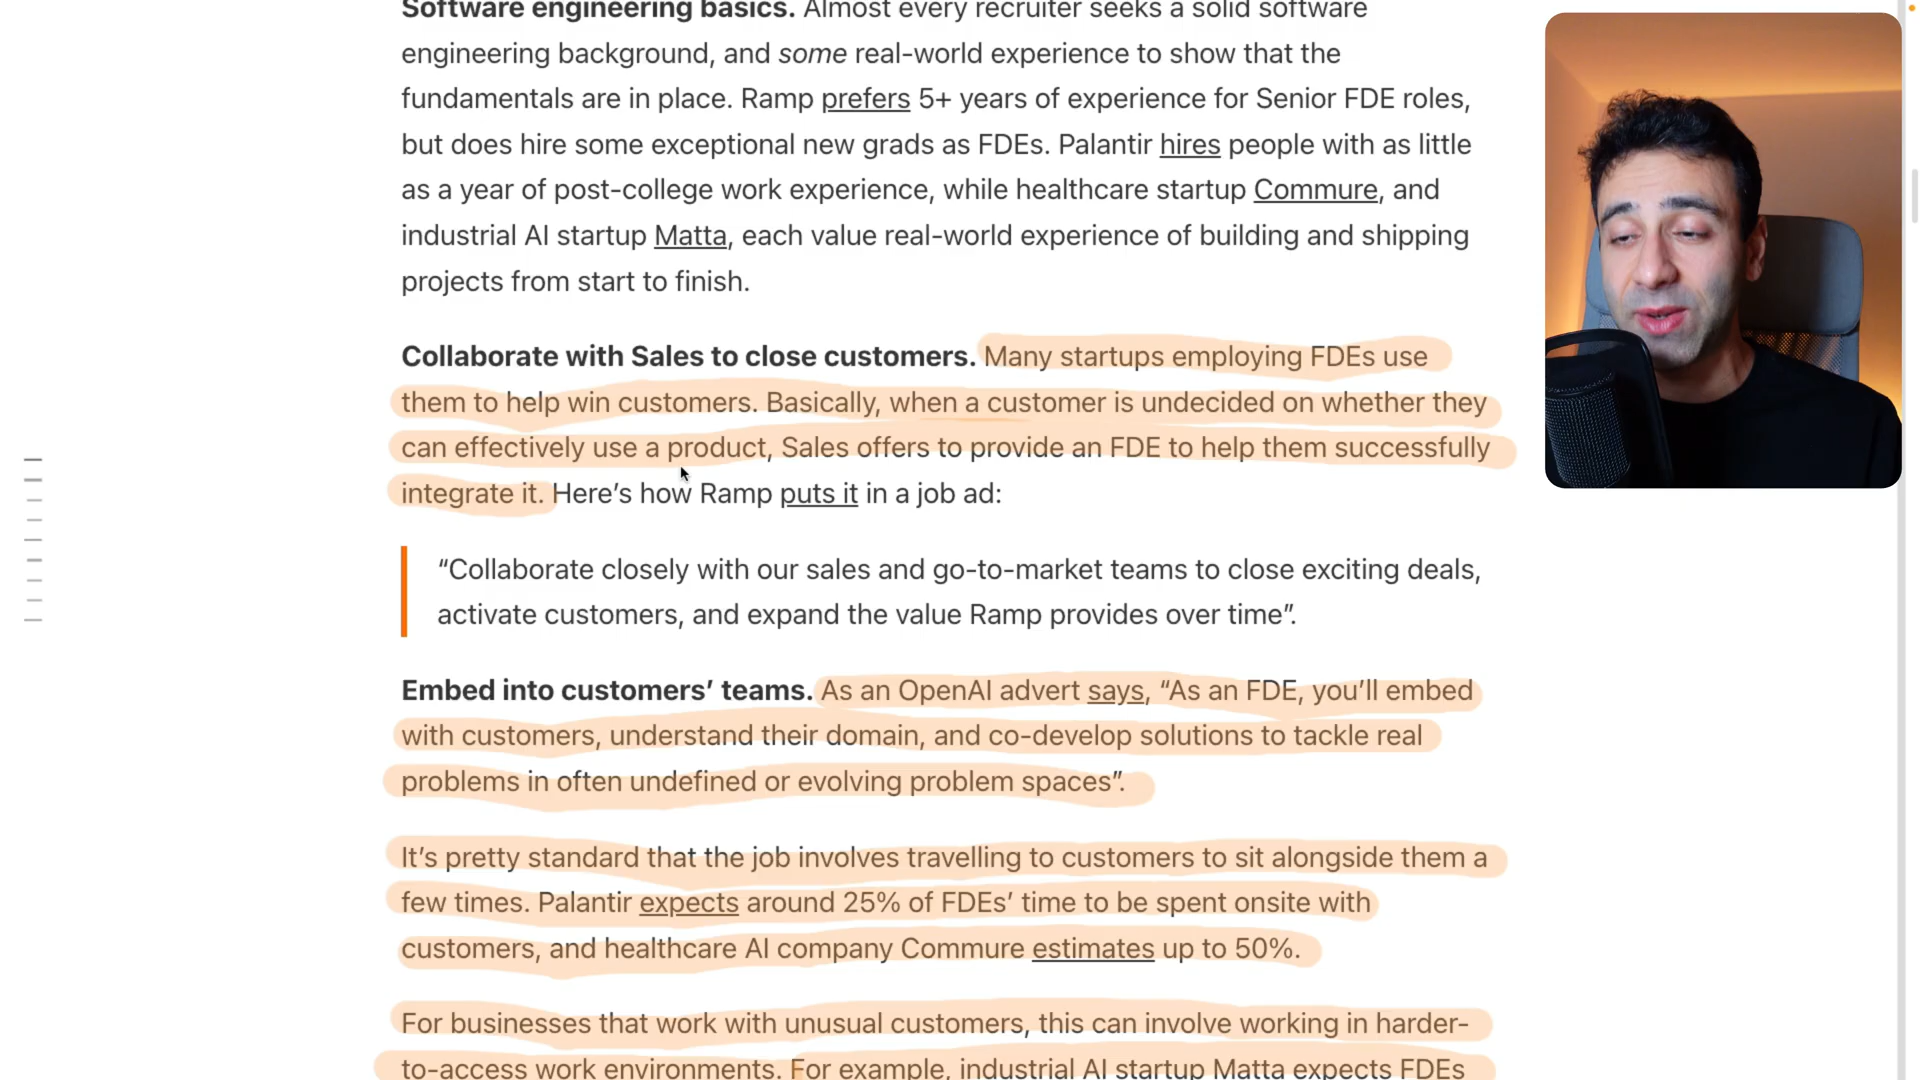 Software engineering basics. Almost every recruiter seeks a solid software
engineering background, and some real-world experience to show that the
fundamentals are in place. Ramp prefers 5+ years of experience for Senior FDE roles,
but does hire some exceptional new grads as FDEs. Palantir hires people with as little
as a year of post-college work experience, while healthcare startup Commure, and
industrial AI startup Matta, each value real-world experience of building and shipping
projects from start to finish.
Collaborate with Sales to close customers. Many startups employing FDEs use
them to help win customers. Basically, when a customer is undecided on whether they
can effectively use a product, Sales offers to provide an FDE to help them successfully
integrate it. Here’s how Ramp puts it in a job ad:
“Collaborate closely with our sales and go-to-market teams to close exciting deals,
activate customers, and expand the value Ramp provides over time”.
Embed into customers’ teams. As an OpenAI advert says, “As an FDE, you’ll embed
with customers, understand their domain, and co-develop solutions to tackle real
problems in often undefined or evolving problem spaces”.
It’s pretty standard that the job involves travelling to customers to sit alongside them a
few times. Palantir expects around 25% of FDEs’ time to be spent onsite with
customers, and healthcare AI company Commure estimates up to 50%.
For businesses that work with unusual customers, this can involve working in harder-
to-access work environments. For example, industrial AI startup Matta expects FDEs